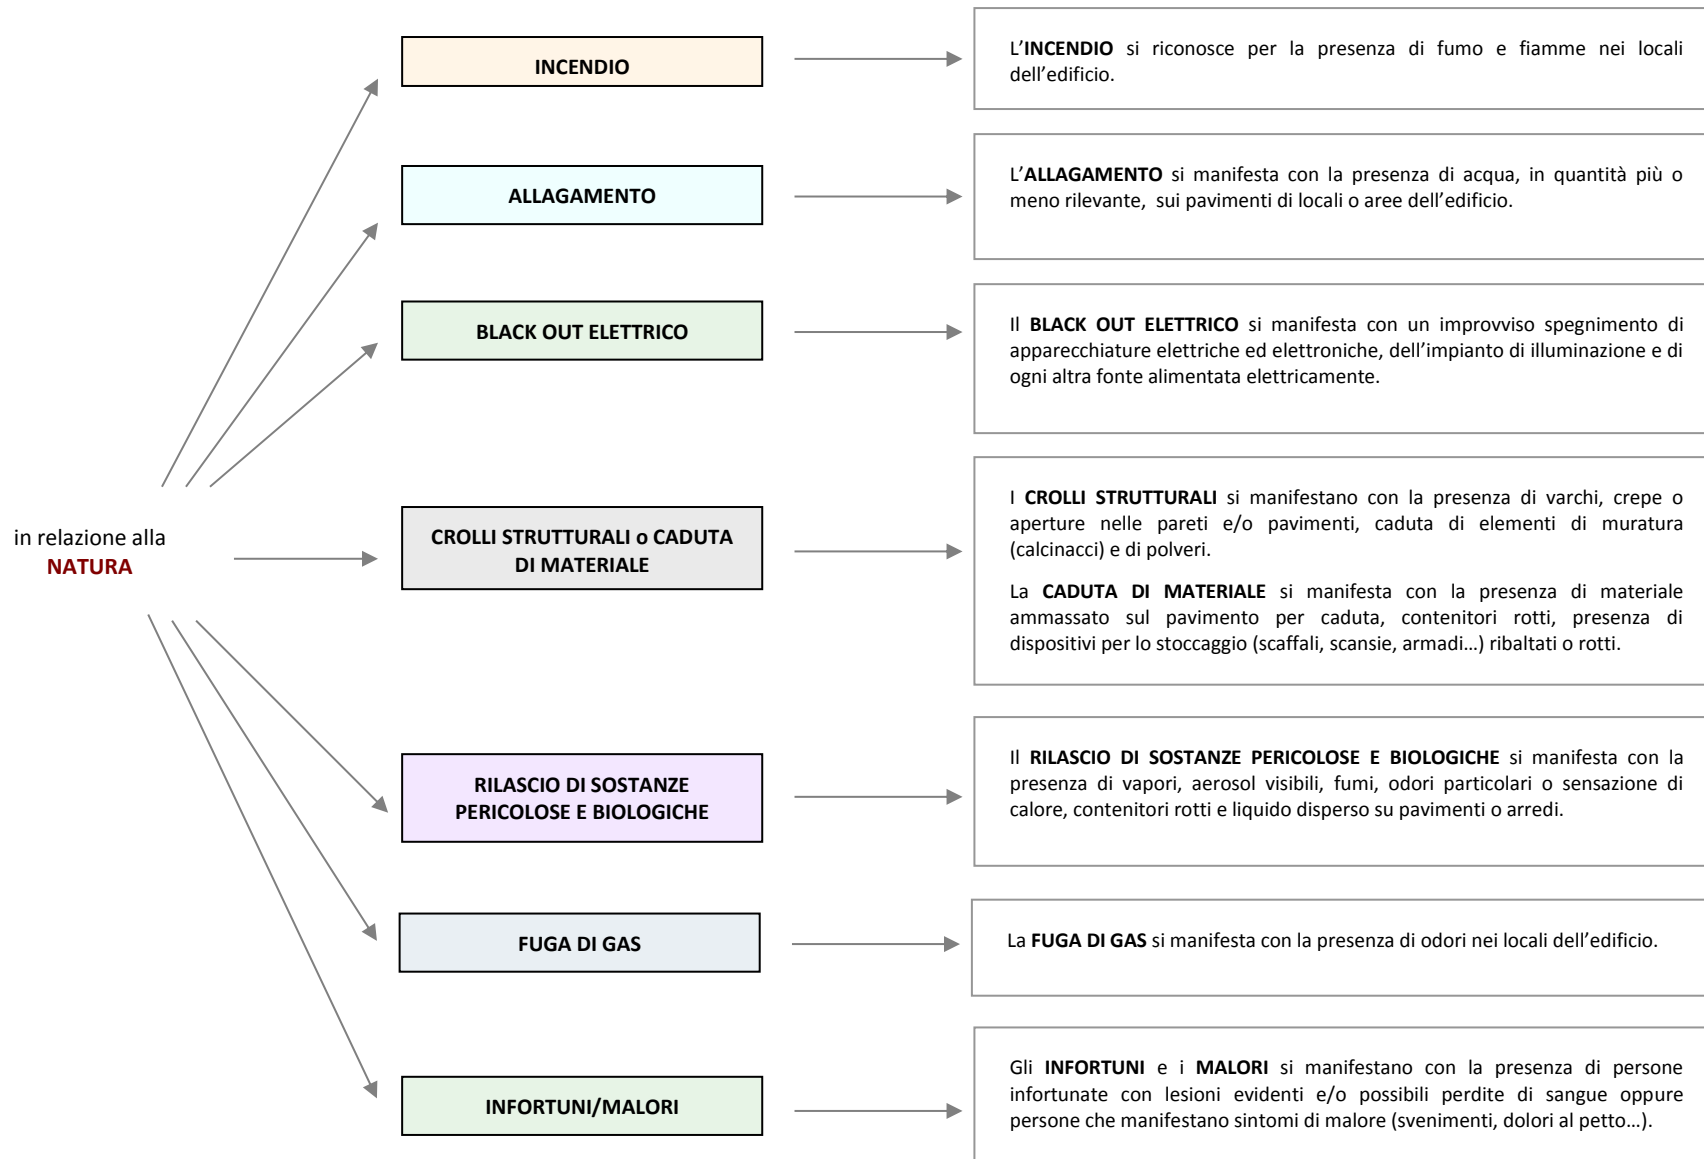 INCENDIO
L’INCENDIO si riconosce per la presenza di fumo e fiamme nei locali
dell’edificio.
ALLAGAMENTO
L’ALLAGAMENTO si manifesta con la presenza di acqua, in quantità più o
meno rilevante, sui pavimenti di locali o aree dell’edificio.
BLACK OUT ELETTRICO
Il BLACK OUT ELETTRICO si manifesta con un improvviso spegnimento di
apparecchiature elettriche ed elettroniche, dell’impianto di illuminazione e di
ogni altra fonte alimentata elettricamente.
in relazione alla
NATURA
CROLLI STRUTTURALI o CADUTA
DI MATERIALE
I CROLLI STRUTTURALI si manifestano con la presenza di varchi, crepe o
aperture nelle pareti e/o pavimenti, caduta di elementi di muratura
(calcinacci) e di polveri.
La CADUTA DI MATERIALE si manifesta con la presenza di materiale
ammassato sul pavimento per caduta, contenitori rotti, presenza di
dispositivi per lo stoccaggio (scaffali, scansie, armadi…) ribaltati o rotti.
RILASCIO DI SOSTANZE
PERICOLOSE E BIOLOGICHE
Il RILASCIO DI SOSTANZE PERICOLOSE E BIOLOGICHE si manifesta con la
presenza di vapori, aerosol visibili, fumi, odori particolari o sensazione di
calore, contenitori rotti e liquido disperso su pavimenti o arredi.
FUGA DI GAS
La FUGA DI GAS si manifesta con la presenza di odori nei locali dell’edificio.
INFORTUNI/MALORI
Gli INFORTUNI e i MALORI si manifestano con la presenza di persone
infortunate con lesioni evidenti e/o possibili perdite di sangue oppure
persone che manifestano sintomi di malore (svenimenti, dolori al petto…).